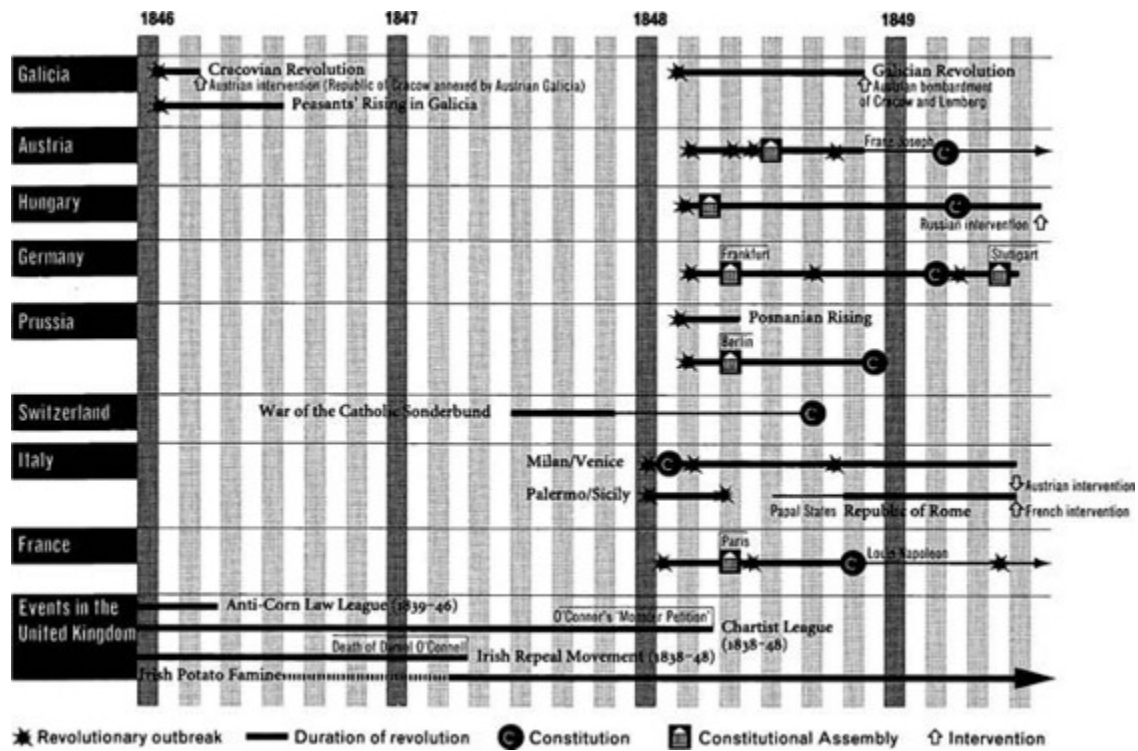 1846 1847 1848 1849
Galicia
Cracovian Revolution
Austrian intervention (Republic of Cracow annexed by Austrian Galicia)
Peasants' Rising in Galicia
Galician Revolution
Austrian bombardment
of Cracow and Lemberg
Austria
Franz Joseph
C
Hungary
C
Russian intervention
Germany
Frankfurt
C
Stuttgart
Prussia
Posnanian Rising
Berlin
C
Switzerland
War of the Catholic Sonderbund
C
Italy
Milan/Venice
C
Austrian intervention
Palermo/Sicily
Papal States Republic of Rome
French intervention
France
Paris
C
Louis Napoleon
Events in the
United Kingdom
Anti-Corn Law League (1839–46)
O'Connor's 'Monster Petition'
Chartist League
(1838–48)
Death of Daniel O'Connell
Irish Repeal Movement (1838–48)
Irish Potato Famine
Revolutionary outbreak Duration of revolution C Constitution Constitutional Assembly Intervention